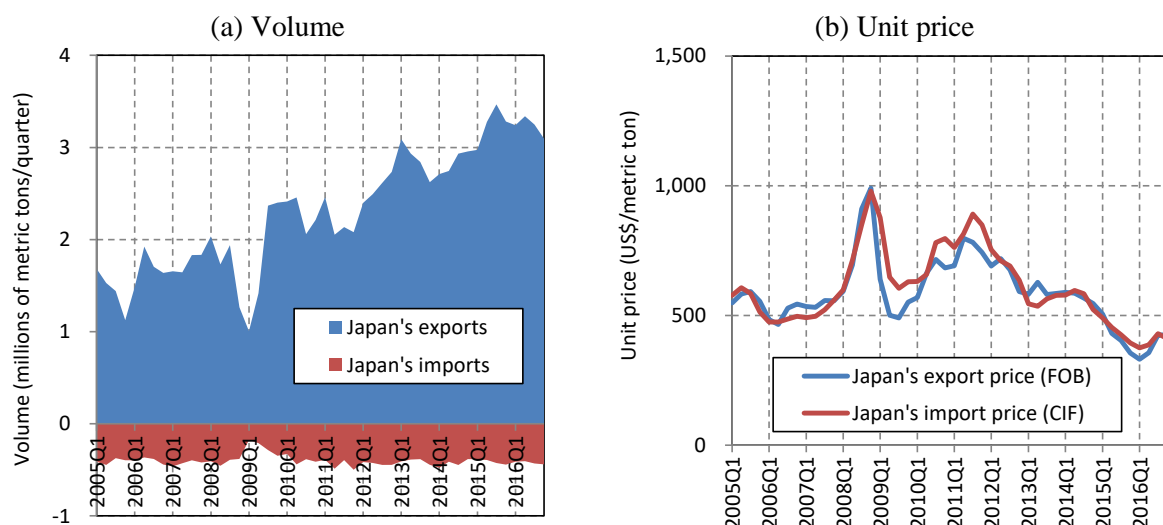 (a) Volume
Volume (millions of metric tons/quarter)
4
3
2
1
0
-1
Japan's exports
Japan's imports
2005Q1
2006Q1
2007Q1
2008Q1
2009Q1
2010Q1
2011Q1
2012Q1
2013Q1
2014Q1
2015Q1
2016Q1
(b) Unit price
Unit price (US$/metric ton)
1,500
1,000
500
0
Japan's export price (FOB)
Japan's import price (CIF)
2005Q1
2006Q1
2007Q1
2008Q1
2009Q1
2010Q1
2011Q1
2012Q1
2013Q1
2014Q1
2015Q1
2016Q1